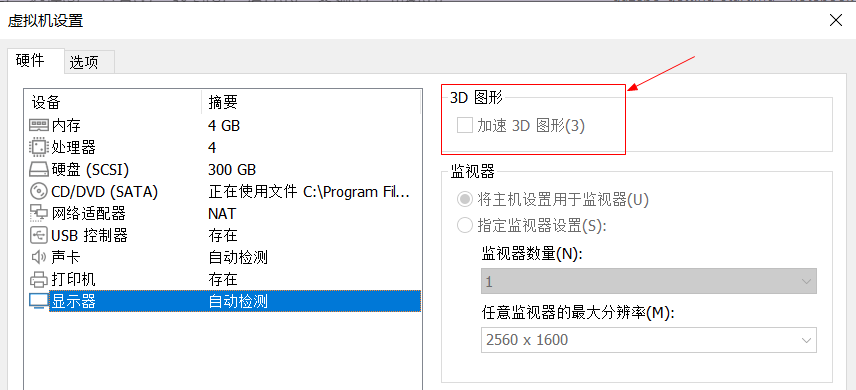 虚拟机设置
硬件 选项
设备 摘要
内存 4 GB
处理器 4
硬盘 (SCSI) 300 GB
CD/DVD (SATA) 正在使用文件 C:\Program Fil...
网络适配器 NAT
USB 控制器 存在
声卡 自动检测
打印机 存在
显示器 自动检测
3D 图形
加速 3D 图形(3)
监视器
将主机设置用于监视器(U)
指定监视器设置(S):
监视器数量(N):
1
任意监视器的最大分辨率(M):
2560 x 1600